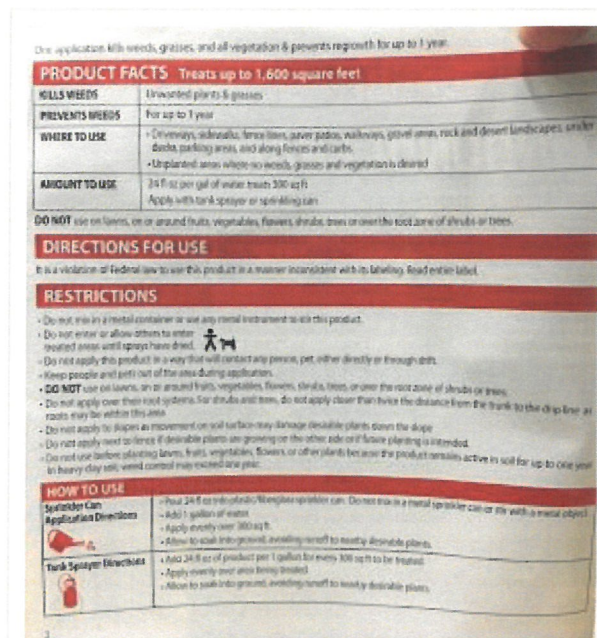 One application kills weeds, grasses, and all vegetation & prevents regrowth for up to 1 year.
PRODUCT FACTS Treats up to 1,600 square feet
KILLS WEEDS Unwanted plants & grasses
PREVENTS WEEDS For up to 1 year
WHERE TO USE • Driveways, sidewalks, fence lines, paver patios, walkways, gravel areas, rock and desert landscapes, under
decks, parking areas, and along fences and curbs
• Unplanted areas where no weeds, grasses and vegetation is desired
AMOUNT TO USE 24 fl oz per gal of water treats 300 sq ft
Apply with tank sprayer or sprinkling can
DO NOT use on lawns, on or around fruits, vegetables, flowers, shrubs, trees or over the root zone of shrubs or trees.
DIRECTIONS FOR USE
It is a violation of Federal law to use this product in a manner inconsistent with its labeling. Read entire label.
RESTRICTIONS
• Do not mix in a metal container or use any metal instrument to stir this product.
• Do not enter or allow others to enter
treated areas until sprays have dried.
• Do not apply this product in a way that will contact any person, pet, either directly or through drift.
• Keep people and pets out of the area during application.
• DO NOT use on lawns, on or around fruits, vegetables, flowers, shrubs, trees, or over the root zone of shrubs or trees.
• Do not apply over their root systems. For shrubs and trees, do not apply closer than twice the distance from the trunk to the drip line as
roots may be within this area.
• Do not apply to slopes as movement on soil surface may damage desirable plants down the slope.
• Do not apply next to fence if desirable plants are growing on the other side or if future planting is intended.
• Do not use before planting lawns, fruits, vegetables, flowers, or other plants because the product remains active in soil for up to one year.
In heavy clay soil, weed control may exceed one year.
HOW TO USE
Sprinkler Can
Application Directions
• Pour 24 fl oz into plastic/fiberglass sprinkler can. Do not mix in a metal sprinkler can or stir with a metal object.
• Add 1 gallon of water.
• Apply evenly over 300 sq ft.
• Allow to soak into ground, avoiding runoff to nearby desirable plants.
Tank Sprayer Directions
• Add 24 fl oz of product per 1 gallon for every 300 sq ft to be treated.
• Apply evenly over area being treated.
• Allow to soak into ground, avoiding runoff to nearby desirable plants.